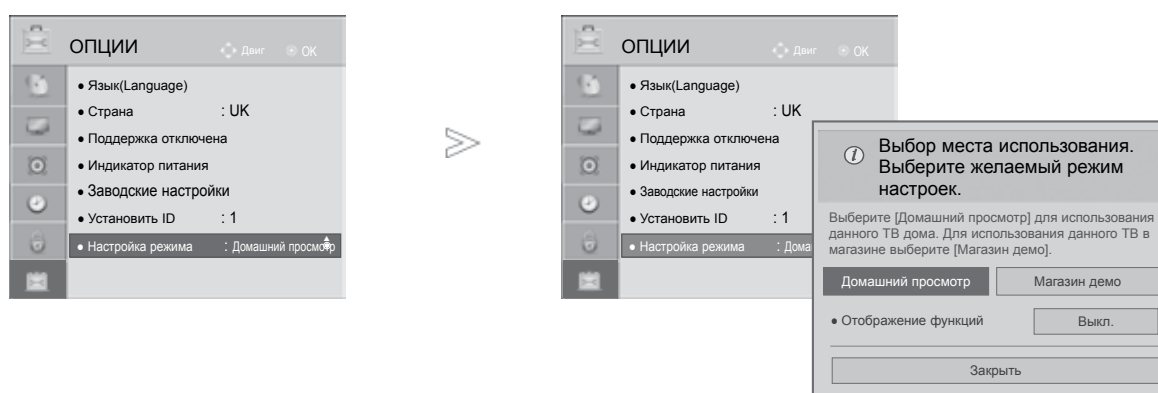 ОПЦИИ
Двиг ОК
● Язык(Language)
● Страна : UK
● Поддержка отключена
● Индикатор питания
● Заводские настройки
● Установить ID : 1
● Настройка режима : Домашний просмотр
ОПЦИИ
Двиг ОК
● Язык(Language)
● Страна : UK
● Поддержка отключена
● Индикатор питания
● Заводские настройки
● Установить ID : 1
● Настройка режима : Дома
Выбор места использования.
Выберите желаемый режим
настроек.
Выберите [Домашний просмотр] для использования
данного ТВ дома. Для использования данного ТВ в
магазине выберите [Магазин демо].
Домашний просмотр Магазин демо
● Отображение функций Выкл.
Закрыть